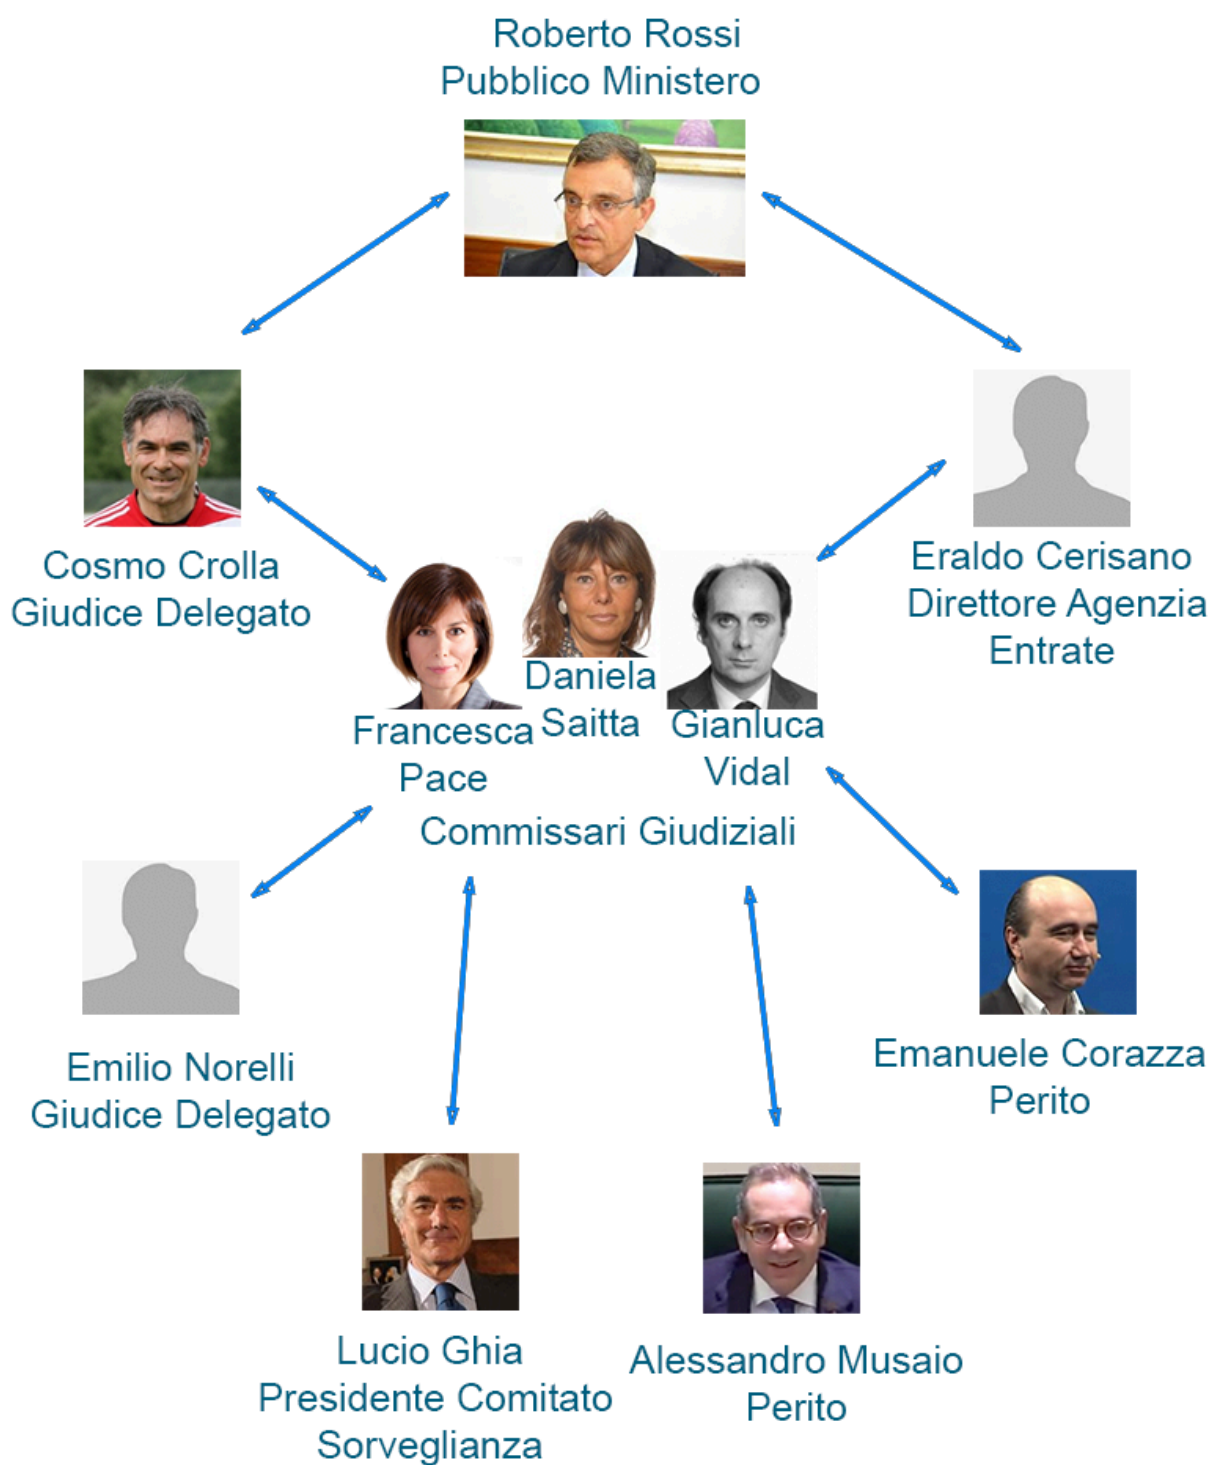 Roberto Rossi
Pubblico Ministero
Cosmo Crolla
Giudice Delegato
Eraldo Cerisano
Direttore Agenzia
Entrate
Francesca
Pace
Daniela
Saitta
Gianluca
Vidal
Commissari Giudiziali
Emilio Norelli
Giudice Delegato
Emanuele Corazza
Perito
Lucio Ghia
Presidente Comitato
Sorveglianza
Alessandro Musaio
Perito